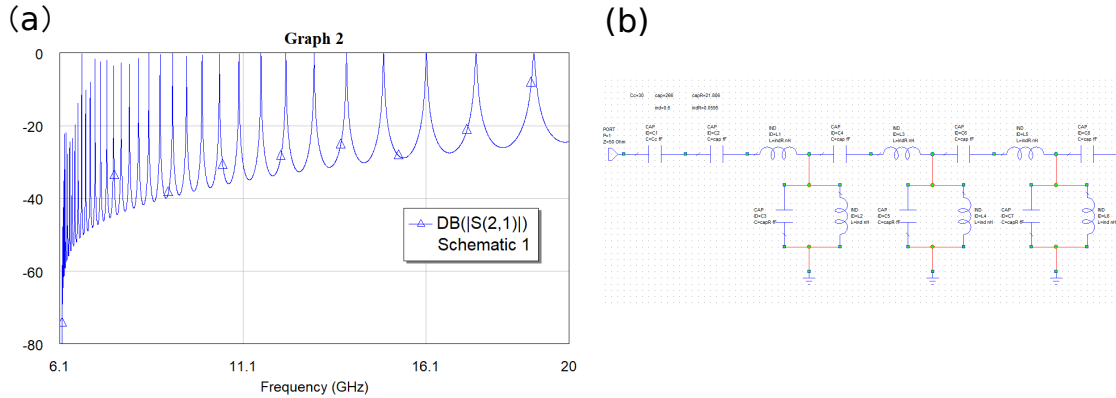 (a)
Graph 2
0
-20
-40
-60
-80
6.1
11.1
16.1
20
Frequency (GHz)
DB(|S(2,1)|)
Schematic 1
(b)
Cc=30 cap=266 capR=21.806
ind=0.6 indR=0.0595
PORT
P=1
Z=50 Ohm
CAP
ID=C1
C=Cc fF
CAP
ID=C2
C=cap fF
IND
ID=L1
L=indR nH
CAP
ID=C4
C=cap fF
IND
ID=L3
L=indR nH
CAP
ID=C6
C=cap fF
IND
ID=L5
L=indR nH
CAP
ID=C8
C=cap fF
CAP
ID=C3
C=capR fF
IND
ID=L2
L=ind nH
CAP
ID=C5
C=capR fF
IND
ID=L4
L=ind nH
CAP
ID=C7
C=capR fF
IND
ID=L6
L=ind nH